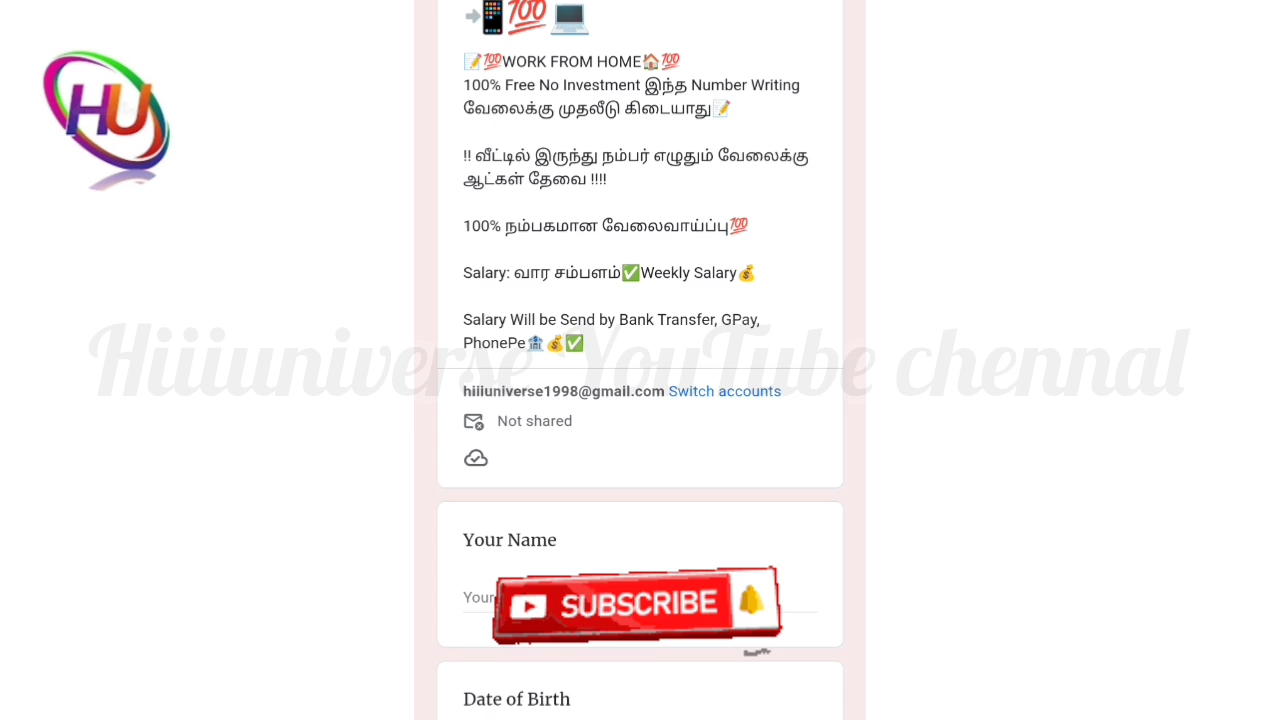 HU
📲💯💻
📝💯WORK FROM HOME🏠💯
100% Free No Investment இந்த Number Writing
வேலைக்கு முதலீடு கிடையாது📝
!! வீட்டில் இருந்து நம்பர் எழுதும் வேலைக்கு
ஆட்கள் தேவை !!!!
100% நம்பகமான வேலைவாய்ப்பு💯
Salary: வார சம்பளம்✅Weekly Salary💰
Salary Will be Send by Bank Transfer, GPay,
PhonePe🏦💰✅
Hiiiuniverse YouTube chennal
hiiiuniverse1998@gmail.com Switch accounts
Not shared
Your Name
Your
SUBSCRIBE
Date of Birth